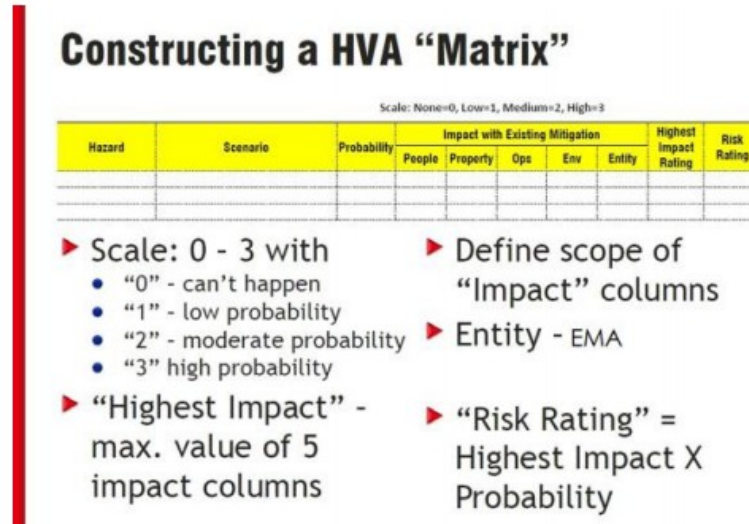 Constructing a HVA “Matrix”
Scale: None=0, Low=1, Medium=2, High=3
Hazard
Scenario
Probability
Impact with Existing Mitigation
People
Property
Ops
Env
Entity
Highest
Impact
Rating
Risk
Rating
Scale: 0 - 3 with
“0” - can’t happen
“1” - low probability
“2” - moderate probability
“3” high probability
“Highest Impact” -
max. value of 5
impact columns
Define scope of
“Impact” columns
Entity - EMA
“Risk Rating” =
Highest Impact X
Probability